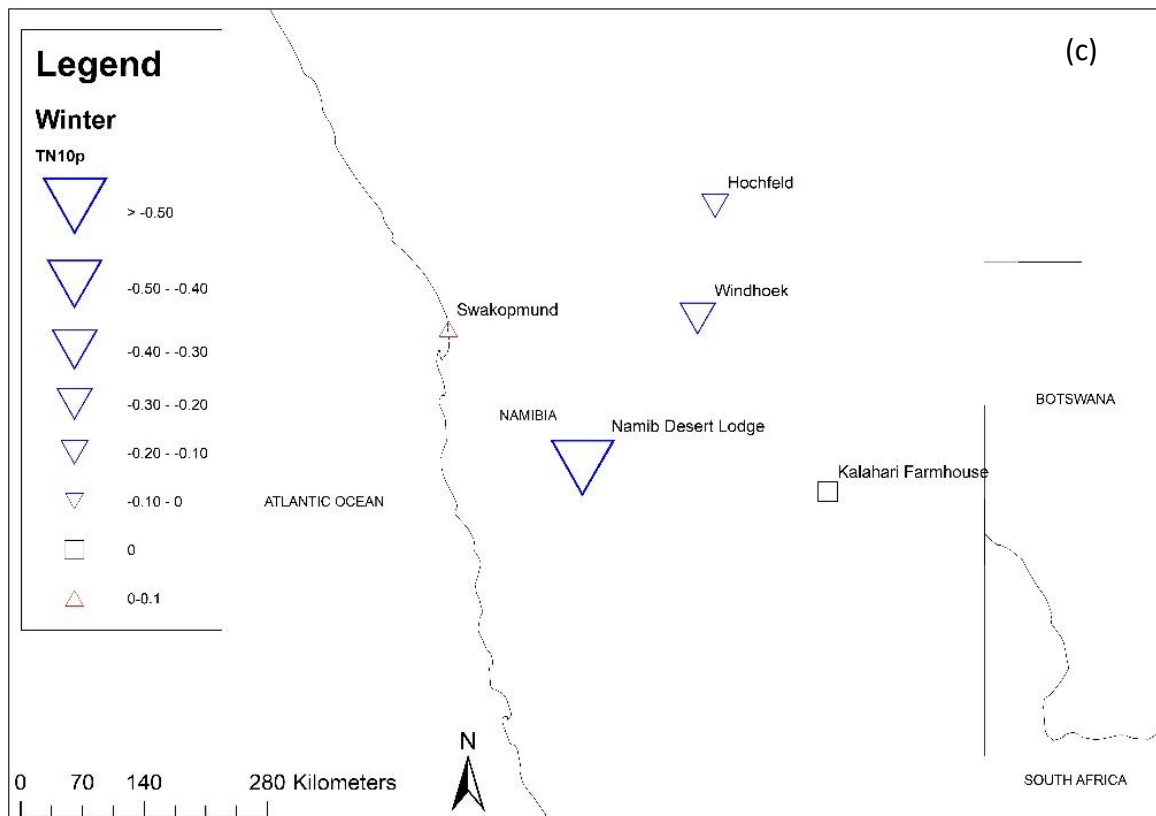 (c)
Legend
Winter
TN10p
> -0.50
-0.50 - -0.40
-0.40 - -0.30
-0.30 - -0.20
-0.20 - -0.10
-0.10 - 0
0
0-0.1
Hochfeld
Windhoek
Swakopmund
BOTSWANA
NAMIBIA
Namib Desert Lodge
Kalahari Farmhouse
ATLANTIC OCEAN
N
0 70 140 280 Kilometers
SOUTH AFRICA